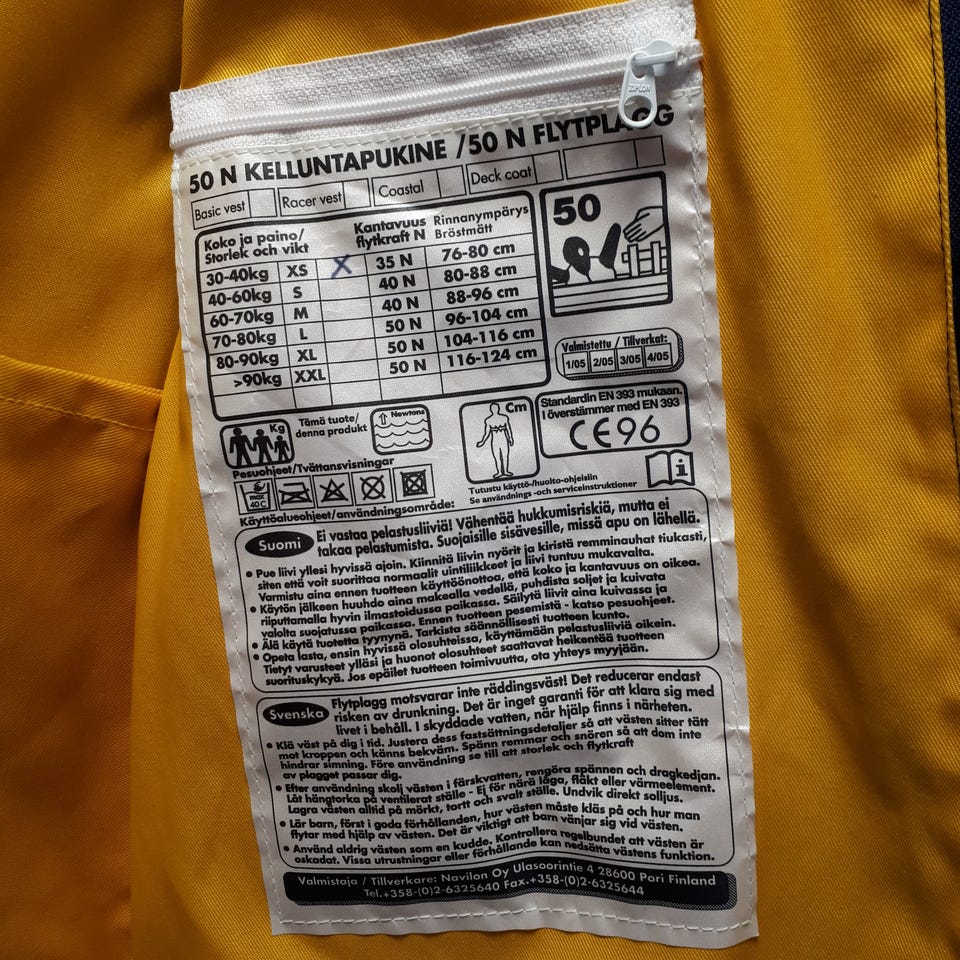 ZIPLON
50 N KELLUNTAPUKINE /50 N FLYTPLAGG
Basic vest Racer vest Coastal Deck coat
Koko ja paino/ Kantavuus Rinnanympärys
Storlek och vikt flytkraft N Bröstmått
30-40kg XS X 35 N 76-80 cm
40-60kg S 40 N 80-88 cm
60-70kg M 40 N 88-96 cm
70-80kg L 50 N 96-104 cm
80-90kg XL 50 N 104-116 cm
>90kg XXL 50 N 116-124 cm
50
Valmistettu / Tillverkat:
1/05 2/05 3/05 4/05
Kg
Tämä tuote/
denna produkt
Newtons
Cm
Standardin EN 393 mukaan.
I överstämmer med EN 393
CE96
Pesuohjeet/Tvättansvisningar
max
40 C
Tutustu käyttö-/huolto-ohjeisiin
Se användnings -och serviceinstruktioner
i
Käyttöalueohjeet/användningsområde:
Suomi
Ei vastaa pelastusliiviä! Vähentää hukkumisriskiä, mutta ei
takaa pelastumista. Suojaisille sisävesille, missä apu on lähellä.
• Pue liivi yllesi hyvissä ajoin. Kiinnitä liivin nyörit ja kiristä remminauhat tiukasti,
siten että voit suorittaa normaalit uintiliikkeet ja liivi tuntuu mukavalta.
Varmistu aina ennen tuotteen käyttöönottoa, että koko ja kantavuus on oikea.
• Käytön jälkeen huuhdo aina makealla vedellä, puhdista soljet ja kuivata
riiputtamalla hyvin ilmastoidussa paikassa. Säilytä liivit aina kuivassa ja
valolta suojatussa paikassa. Ennen tuotteen pesemistä - katso pesuohjeet.
• Älä käytä tuotetta tyynynä. Tarkista säännöllisesti tuotteen kunto.
• Opeta lasta, ensin hyvissä olosuhteissa, käyttämään pelastusliiviä oikein.
Tietyt varusteet ylläsi ja huonot olosuhteet saattavat heikentää tuotteen
suorituskykyä. Jos epäilet tuotteen toimivuutta, ota yhteys myyjään.
Svenska
Flytplagg motsvarar inte räddingsväst! Det reducerar endast
risken av drunkning. Det är inget garanti för att klara sig med
livet i behåll. I skyddade vatten, när hjälp finns i närheten.
• Klä väst på dig i tid. Justera dess fastsättningsdetaljer så att västen sitter tätt
mot kroppen och känns bekväm. Spänn remmar och snören så att dom inte
hindrar simning. Före användning se till att storlek och flytkraft
av plagget passar dig.
• Efter användning skolj västen i färskvatten, rengöra spännen och dragkedjan.
Låt hängtorka på ventilerat ställe - Ej för nära låga, fläkt eller värmeelement.
Lagra västen alltid på mörkt, torrt och svalt ställe. Undvik direkt solljus.
• Lär barn, först i goda förhållanden, hur västen måste kläs på och hur man
flytar med hjälp av västen. Det är viktigt att barn vänjar sig vid västen.
• Använd aldrig västen som en kudde. Kontrollera regelbundet att västen är
oskadat. Vissa utrustningar eller förhållande kan nedsätta västens funktion.
Valmistaja / Tillverkare: Navilon Oy Ulasoorintie 4 28600 Pori Finland
Tel.+358-(0)2-6325640 Fax.+358-(0)2-6325644